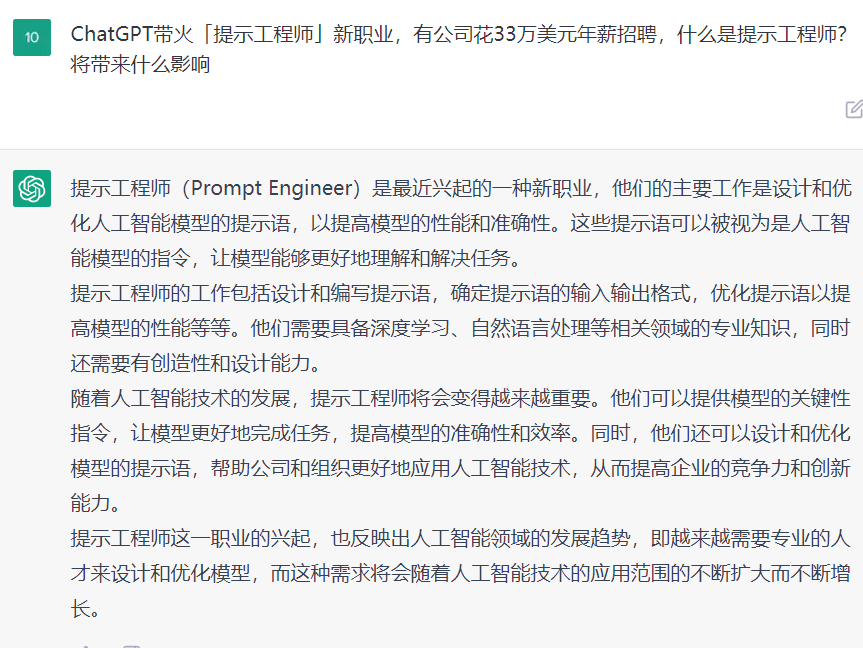 10
ChatGPT带火「提示工程师」新职业，有公司花33万美元年薪招聘，什么是提示工程师？
将带来什么影响
提示工程师（Prompt Engineer）是最近兴起的一种新职业，他们的主要工作是设计和优
化人工智能模型的提示语，以提高模型的性能和准确性。这些提示语可以被视为是人工智
能模型的指令，让模型能够更好地理解和解决任务。
提示工程师的工作包括设计和编写提示语，确定提示语的输入输出格式，优化提示语以提
高模型的性能等等。他们需要具备深度学习、自然语言处理等相关领域的专业知识，同时
还需要有创造性和设计能力。
随着人工智能技术的发展，提示工程师将会变得越来越重要。他们可以提供模型的关键性
指令，让模型更好地完成任务，提高模型的准确性和效率。同时，他们还可以设计和优化
模型的提示语，帮助公司和组织更好地应用人工智能技术，从而提高企业的竞争力和创新
能力。
提示工程师这一职业的兴起，也反映出人工智能领域的发展趋势，即越来越需要专业的人
才来设计和优化模型，而这种需求将会随着人工智能技术的应用范围的不断扩大而不断增
长。